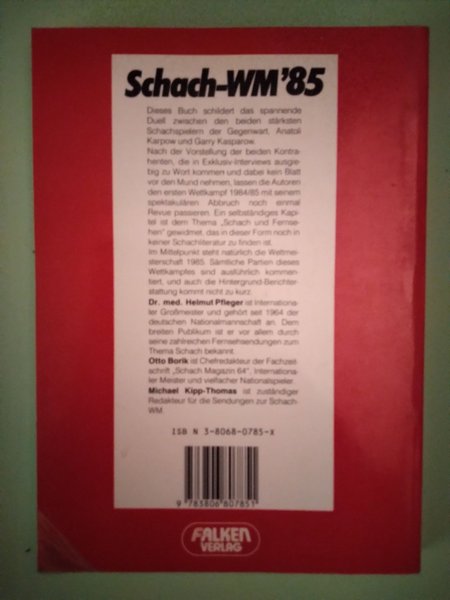 Schach-WM'85
Dieses Buch schildert das spannende
Duell zwischen den beiden stärksten
Schachspielern der Gegenwart, Anatoli
Karpow und Garry Kasparow.
Nach der Vorstellung der beiden Kontra-
henten, die in Exklusiv-Interviews ausgie-
big zu Wort kommen und dabei kein Blatt
vor den Mund nehmen, lassen die Autoren
den ersten Wettkampf 1984/85 mit seinem
spektakulären Abbruch noch einmal
Revue passieren. Ein selbständiges Kapi-
tel ist dem Thema „Schach und Fernse-
hen" gewidmet, das in dieser Form noch in
keiner Schachliteratur zu finden ist.
Im Mittelpunkt steht natürlich die Weltmei-
sterschaft 1985. Sämtliche Partien dieses
Wettkampfes sind ausführlich kommen-
tiert, und auch die Hintergrund-Berichter-
stattung kommt nicht zu kurz.
Dr. med. Helmut Pfleger ist Internationa-
ler Großmeister und gehört seit 1964 der
deutschen Nationalmannschaft an. Dem
breiten Publikum ist er vor allem durch
seine zahlreichen Fernsehsendungen zum
Thema Schach bekannt.
Otto Borik ist Chefredakteur der Fachzeit-
schrift „Schach Magazin 64", Internationa-
ler Meister und vielfacher Nationalspieler.
Michael Kipp-Thomas ist zuständiger
Redakteur für die Sendungen zur Schach-
WM.
ISBN 3-8068-0785-X
9 783806 807851
FALKEN
VERLAG